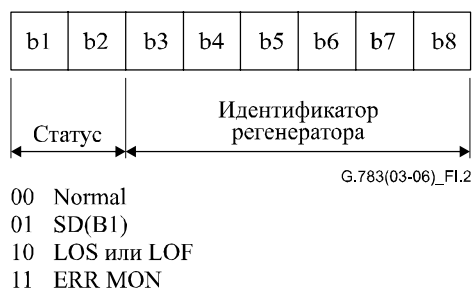 b1 b2 b3 b4 b5 b6 b7 b8
Статус
Идентификатор
регенератора
G.783(03-06)_FI.2
00 Normal
01 SD(B1)
10 LOS или LOF
11 ERR MON